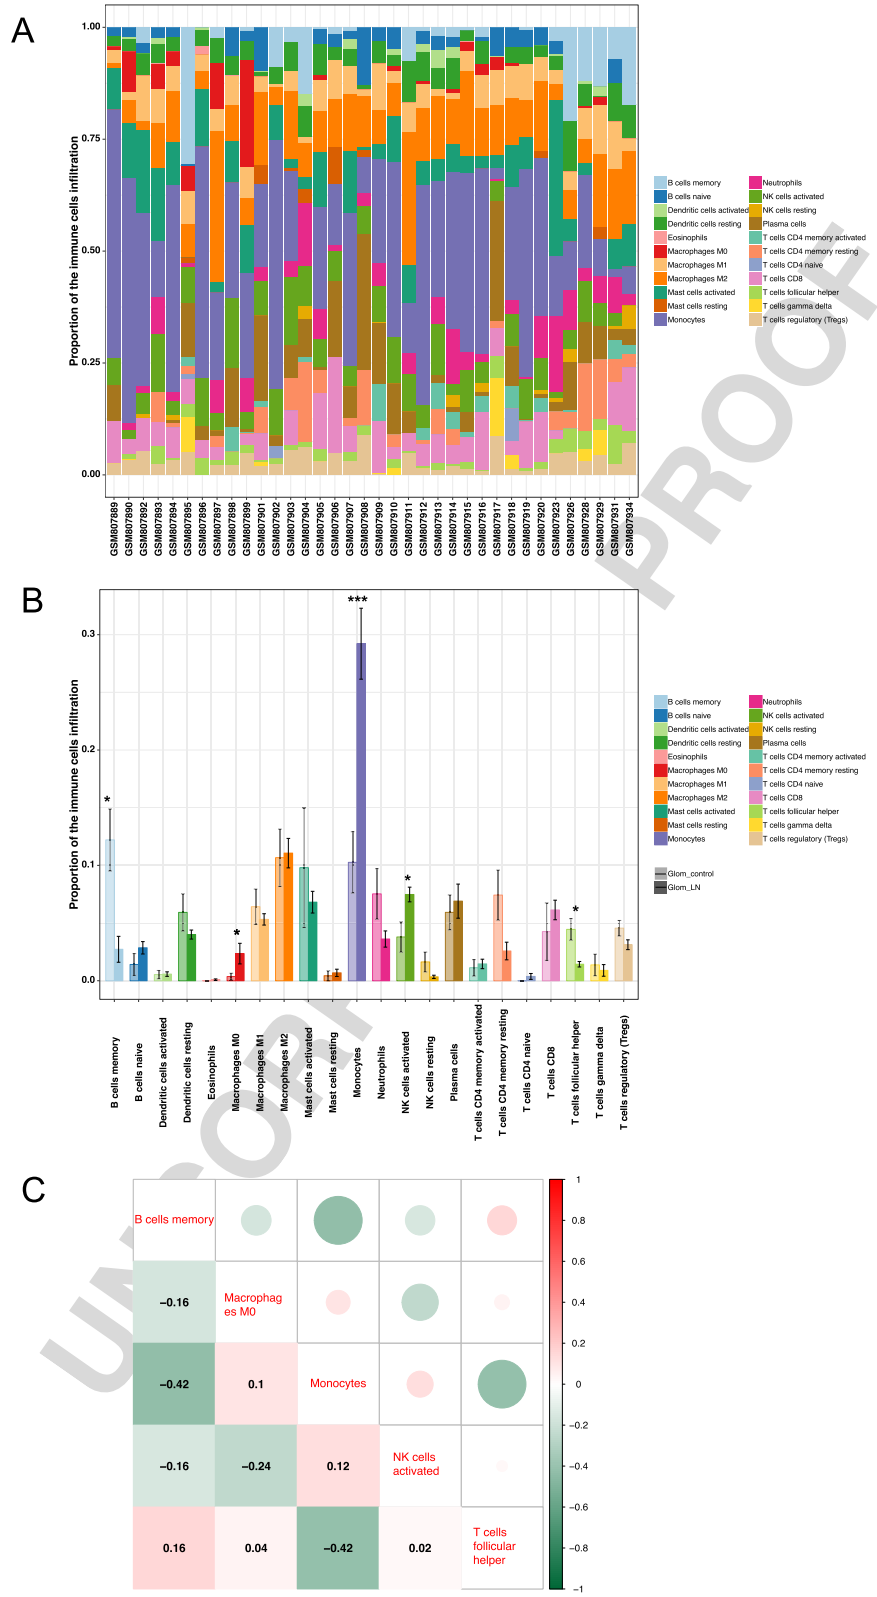 A
Proportion of the immune cells infiltration
1.00
0.75
0.50
0.25
0.00
GSM807889
GSM807890
GSM807892
GSM807893
GSM807894
GSM807895
GSM807896
GSM807897
GSM807898
GSM807899
GSM807901
GSM807902
GSM807903
GSM807904
GSM807905
GSM807906
GSM807907
GSM807908
GSM807909
GSM807910
GSM807911
GSM807912
GSM807913
GSM807914
GSM807915
GSM807916
GSM807917
GSM807918
GSM807919
GSM807920
GSM807923
GSM807926
GSM807928
GSM807929
GSM807931
GSM807934
B cells memory
B cells naive
Dendritic cells activated
Dendritic cells resting
Eosinophils
Macrophages M0
Macrophages M1
Macrophages M2
Mast cells activated
Mast cells resting
Monocytes
Neutrophils
NK cells activated
NK cells resting
Plasma cells
T cells CD4 memory activated
T cells CD4 memory resting
T cells CD4 naive
T cells CD8
T cells follicular helper
T cells gamma delta
T cells regulatory (Tregs)
B
Proportion of the immune cells infiltration
0.3
0.2
0.1
0.0
*
*
***
*
*
B cells memory
B cells naive
Dendritic cells activated
Dendritic cells resting
Eosinophils
Macrophages M0
Macrophages M1
Macrophages M2
Mast cells activated
Mast cells resting
Monocytes
Neutrophils
NK cells activated
NK cells resting
Plasma cells
T cells CD4 memory activated
T cells CD4 memory resting
T cells CD4 naive
T cells CD8
T cells follicular helper
T cells gamma delta
T cells regulatory (Tregs)
B cells memory
B cells naive
Dendritic cells activated
Dendritic cells resting
Eosinophils
Macrophages M0
Macrophages M1
Macrophages M2
Mast cells activated
Mast cells resting
Monocytes
Neutrophils
NK cells activated
NK cells resting
Plasma cells
T cells CD4 memory activated
T cells CD4 memory resting
T cells CD4 naive
T cells CD8
T cells follicular helper
T cells gamma delta
T cells regulatory (Tregs)
Glom_control
Glom_LN
C
B cells memory
−0.16
Macrophag
es M0
−0.42
0.1
Monocytes
−0.16
−0.24
0.12
NK cells
activated
0.16
0.04
−0.42
0.02
T cells
follicular
helper
1
0.8
0.6
0.4
0.2
0
−0.2
−0.4
−0.6
−0.8
−1
PROOF